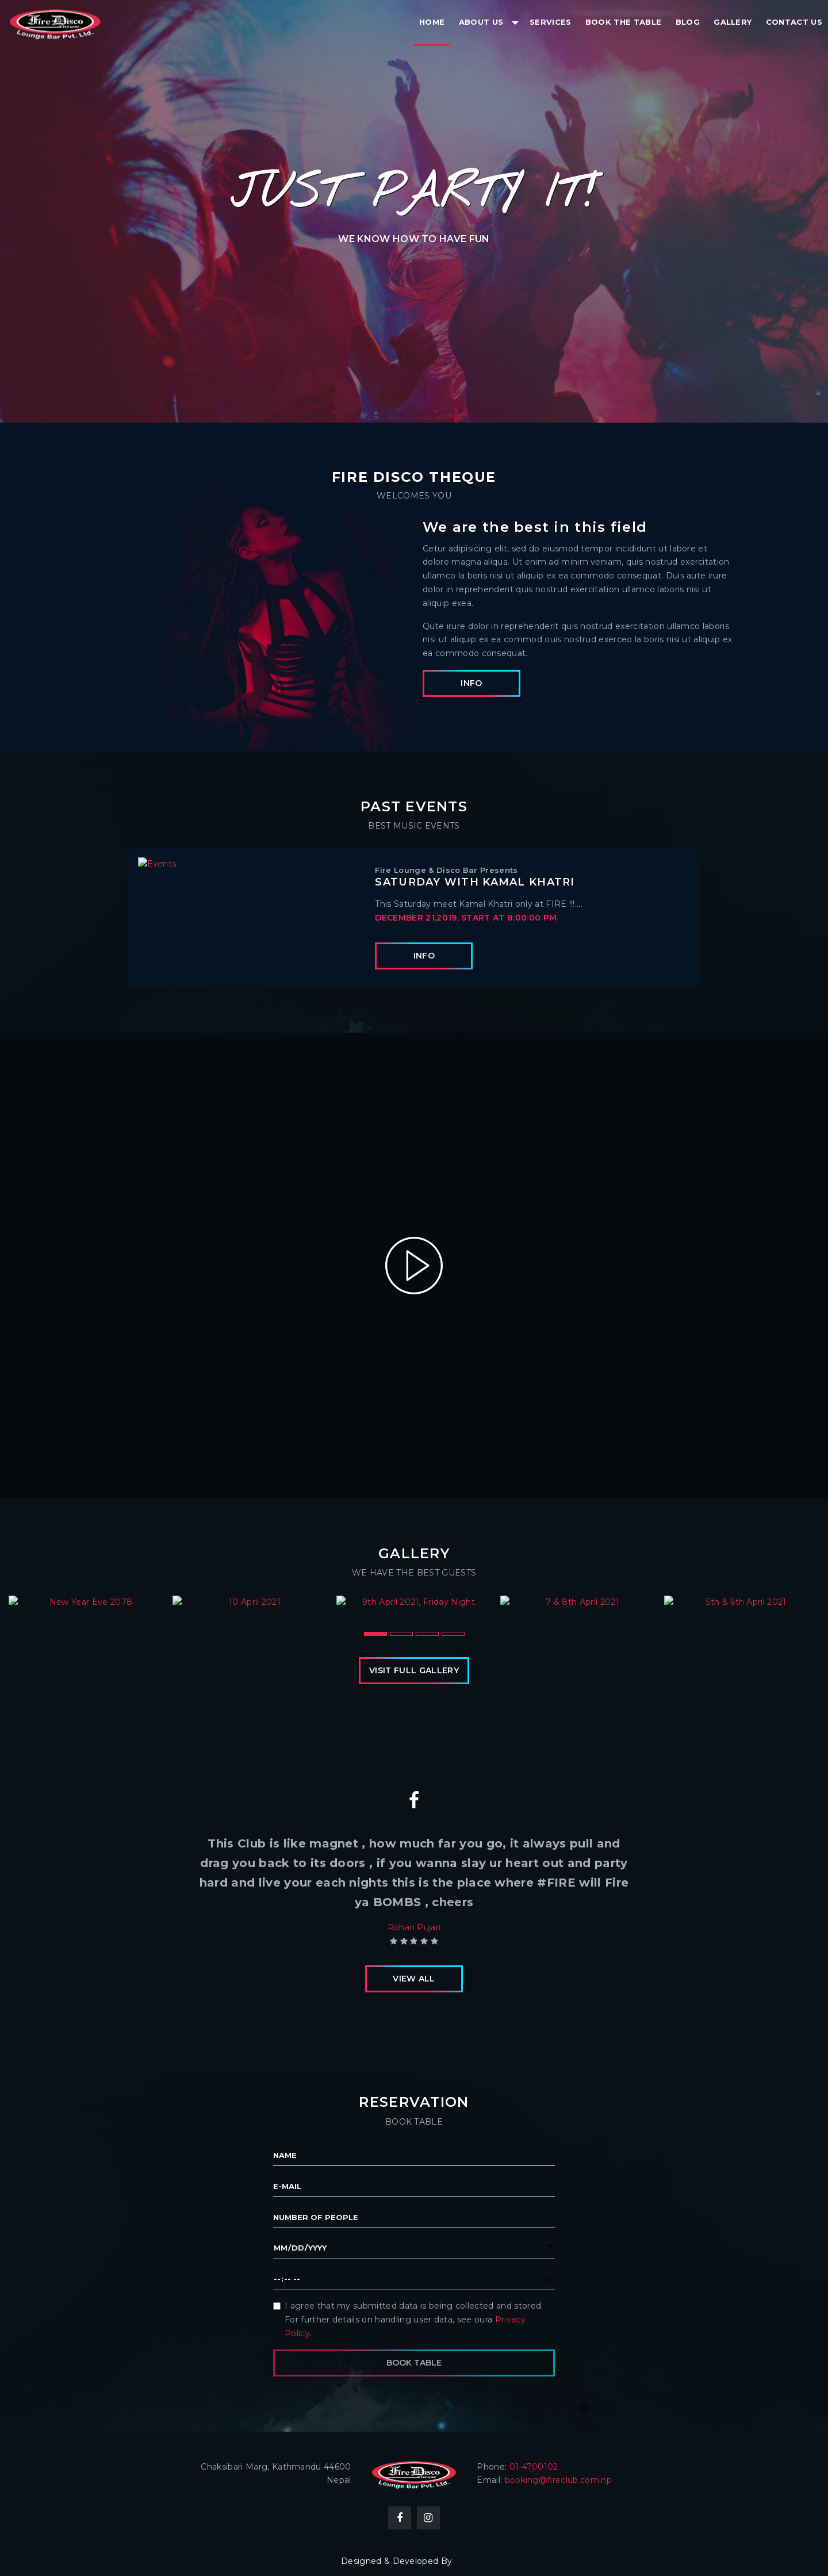 Fire Disco
theque
Lounge Bar Pvt. Ltd.
HOME ABOUT US SERVICES BOOK THE TABLE BLOG GALLERY CONTACT US
JUST PARTY IT!
WE KNOW HOW TO HAVE FUN
FIRE DISCO THEQUE
WELCOMES YOU
We are the best in this field
Cetur adipisicing elit, sed do eiusmod tempor incididunt ut labore et
dolore magna aliqua. Ut enim ad minim veniam, quis nostrud exercitation
ullamco la boris nisi ut aliquip ex ea commodo consequat. Duis aute irure
dolor in reprehenderit quis nostrud exercitation ullamco laboris nisi ut
aliquip exea.
Qute irure dolor in reprehenderit quis nostrud exercitation ullamco laboris
nisi ut aliquip ex ea commod ouis nostrud exerceo la boris nisi ut aliquip ex
ea commodo consequat.
INFO
PAST EVENTS
BEST MUSIC EVENTS
Events
Fire Lounge & Disco Bar Presents
SATURDAY WITH KAMAL KHATRI
This Saturday meet Kamal Khatri only at FIRE !!!....
DECEMBER 21,2019, START AT 8:00:00 PM
INFO
GALLERY
WE HAVE THE BEST GUESTS
New Year Eve 2078 10 April 2021 9th April 2021, Friday Night 7 & 8th April 2021 5th & 6th April 2021
VISIT FULL GALLERY
This Club is like magnet , how much far you go, it always pull and
drag you back to its doors , if you wanna slay ur heart out and party
hard and live your each nights this is the place where #FIRE will Fire
ya BOMBS , cheers
Rohan Pujari
VIEW ALL
RESERVATION
BOOK TABLE
NAME
E-MAIL
NUMBER OF PEOPLE
MM/DD/YYYY
--:-- --
I agree that my submitted data is being collected and stored.
For further details on handling user data, see oura Privacy
Policy.
BOOK TABLE
Chaksibari Marg, Kathmandu 44600
Nepal
Fire Disco
theque
Lounge Bar Pvt. Ltd.
Phone: 01-4700102
Email: booking@fireclub.com.np
Designed & Developed By